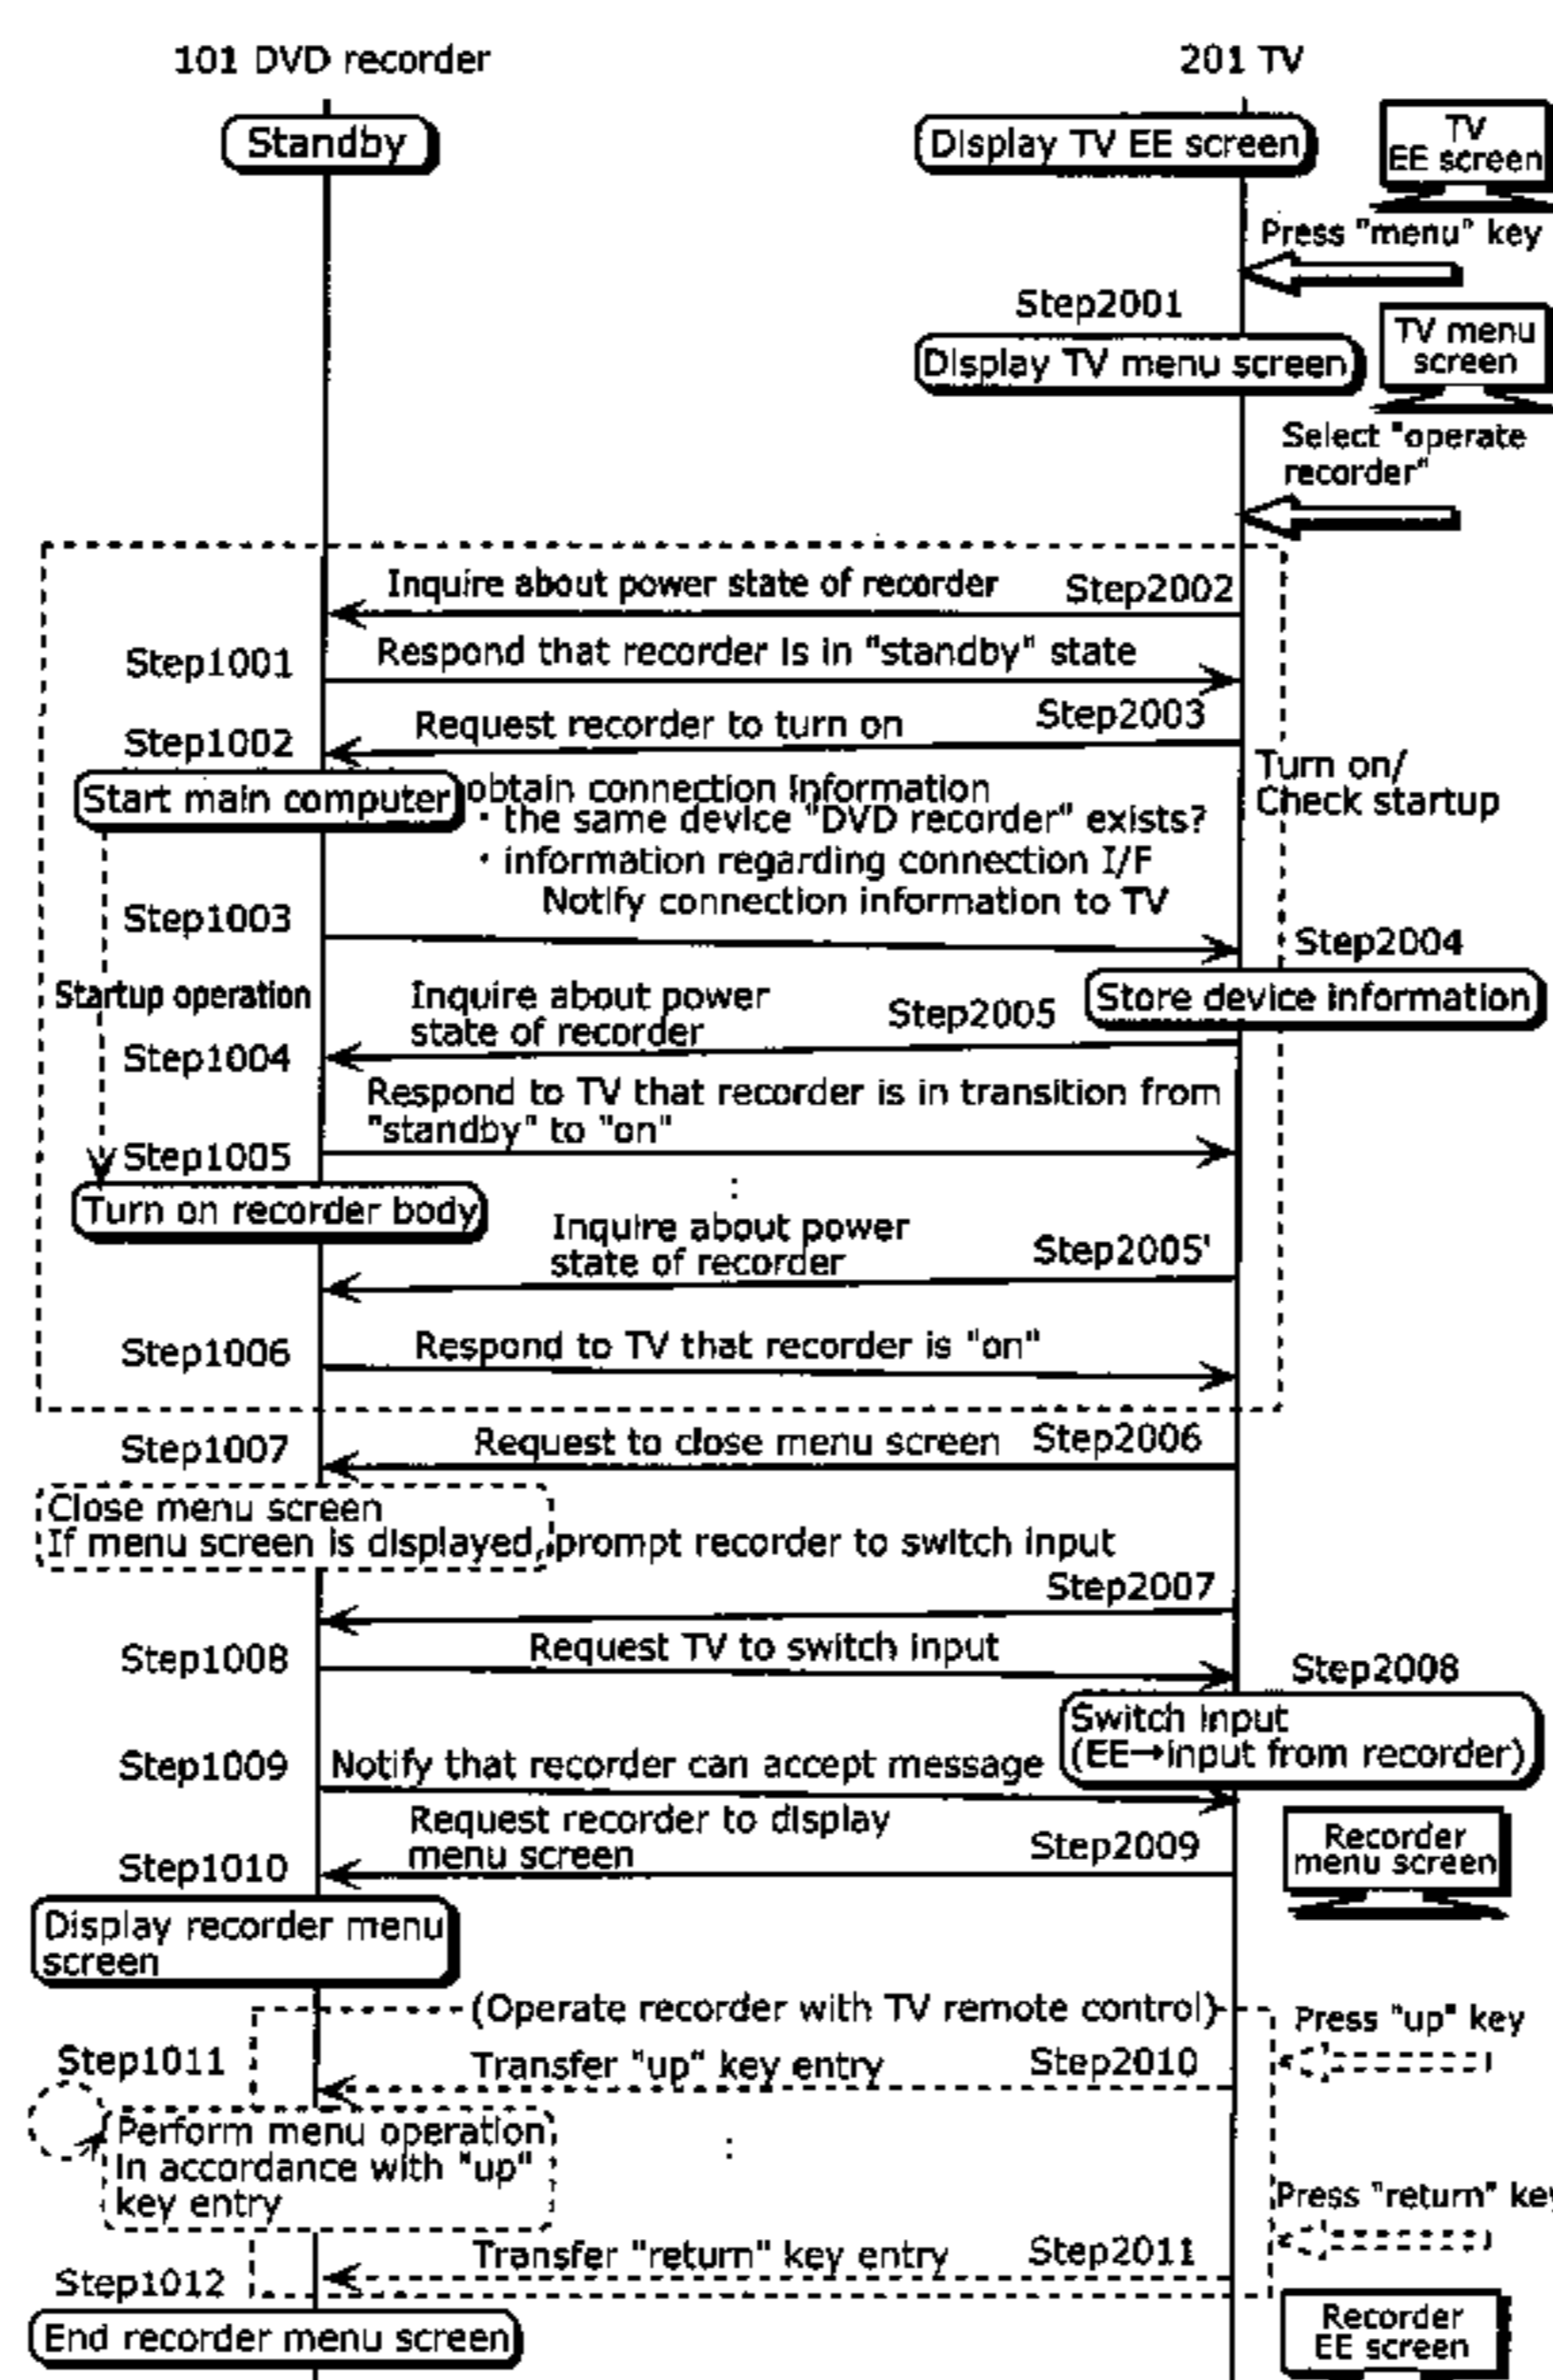 101 DVD recorder
201 TV
Standby
Display TV EE screen
TV
EE screen
Press "menu" key
Step2001
Display TV menu screen
TV menu
screen
Select "operate
recorder"
Inquire about power state of recorder
Step2002
Step1001
Respond that recorder is in "standby" state
Request recorder to turn on
Step2003
Step1002
Start main computer
obtain connection information
Turn on/
Check startup
・the same device "DVD recorder" exists?
・information regarding connection I/F
Notify connection information to TV
Step1003
Step2004
Store device information
Startup operation
Inquire about power
state of recorder
Step2005
Step1004
Respond to TV that recorder is in transition from
"standby" to "on"
Step1005
Turn on recorder body
:
Inquire about power
state of recorder
Step2005'
Step1006
Respond to TV that recorder is "on"
Step1007
Request to close menu screen
Step2006
Close menu screen
If menu screen is displayed, prompt recorder to switch input
Step2007
Step1008
Request TV to switch input
Step2008
Switch input
(EE→input from recorder)
Step1009
Notify that recorder can accept message
Request recorder to display
menu screen
Step2009
Recorder
menu screen
Step1010
Display recorder menu
screen
(Operate recorder with TV remote control)
Press "up" key
Step1011
Transfer "up" key entry
Step2010
Perform menu operation
in accordance with "up"
key entry
:
Press "return" key
Transfer "return" key entry
Step2011
Step1012
End recorder menu screen
Recorder
EE screen